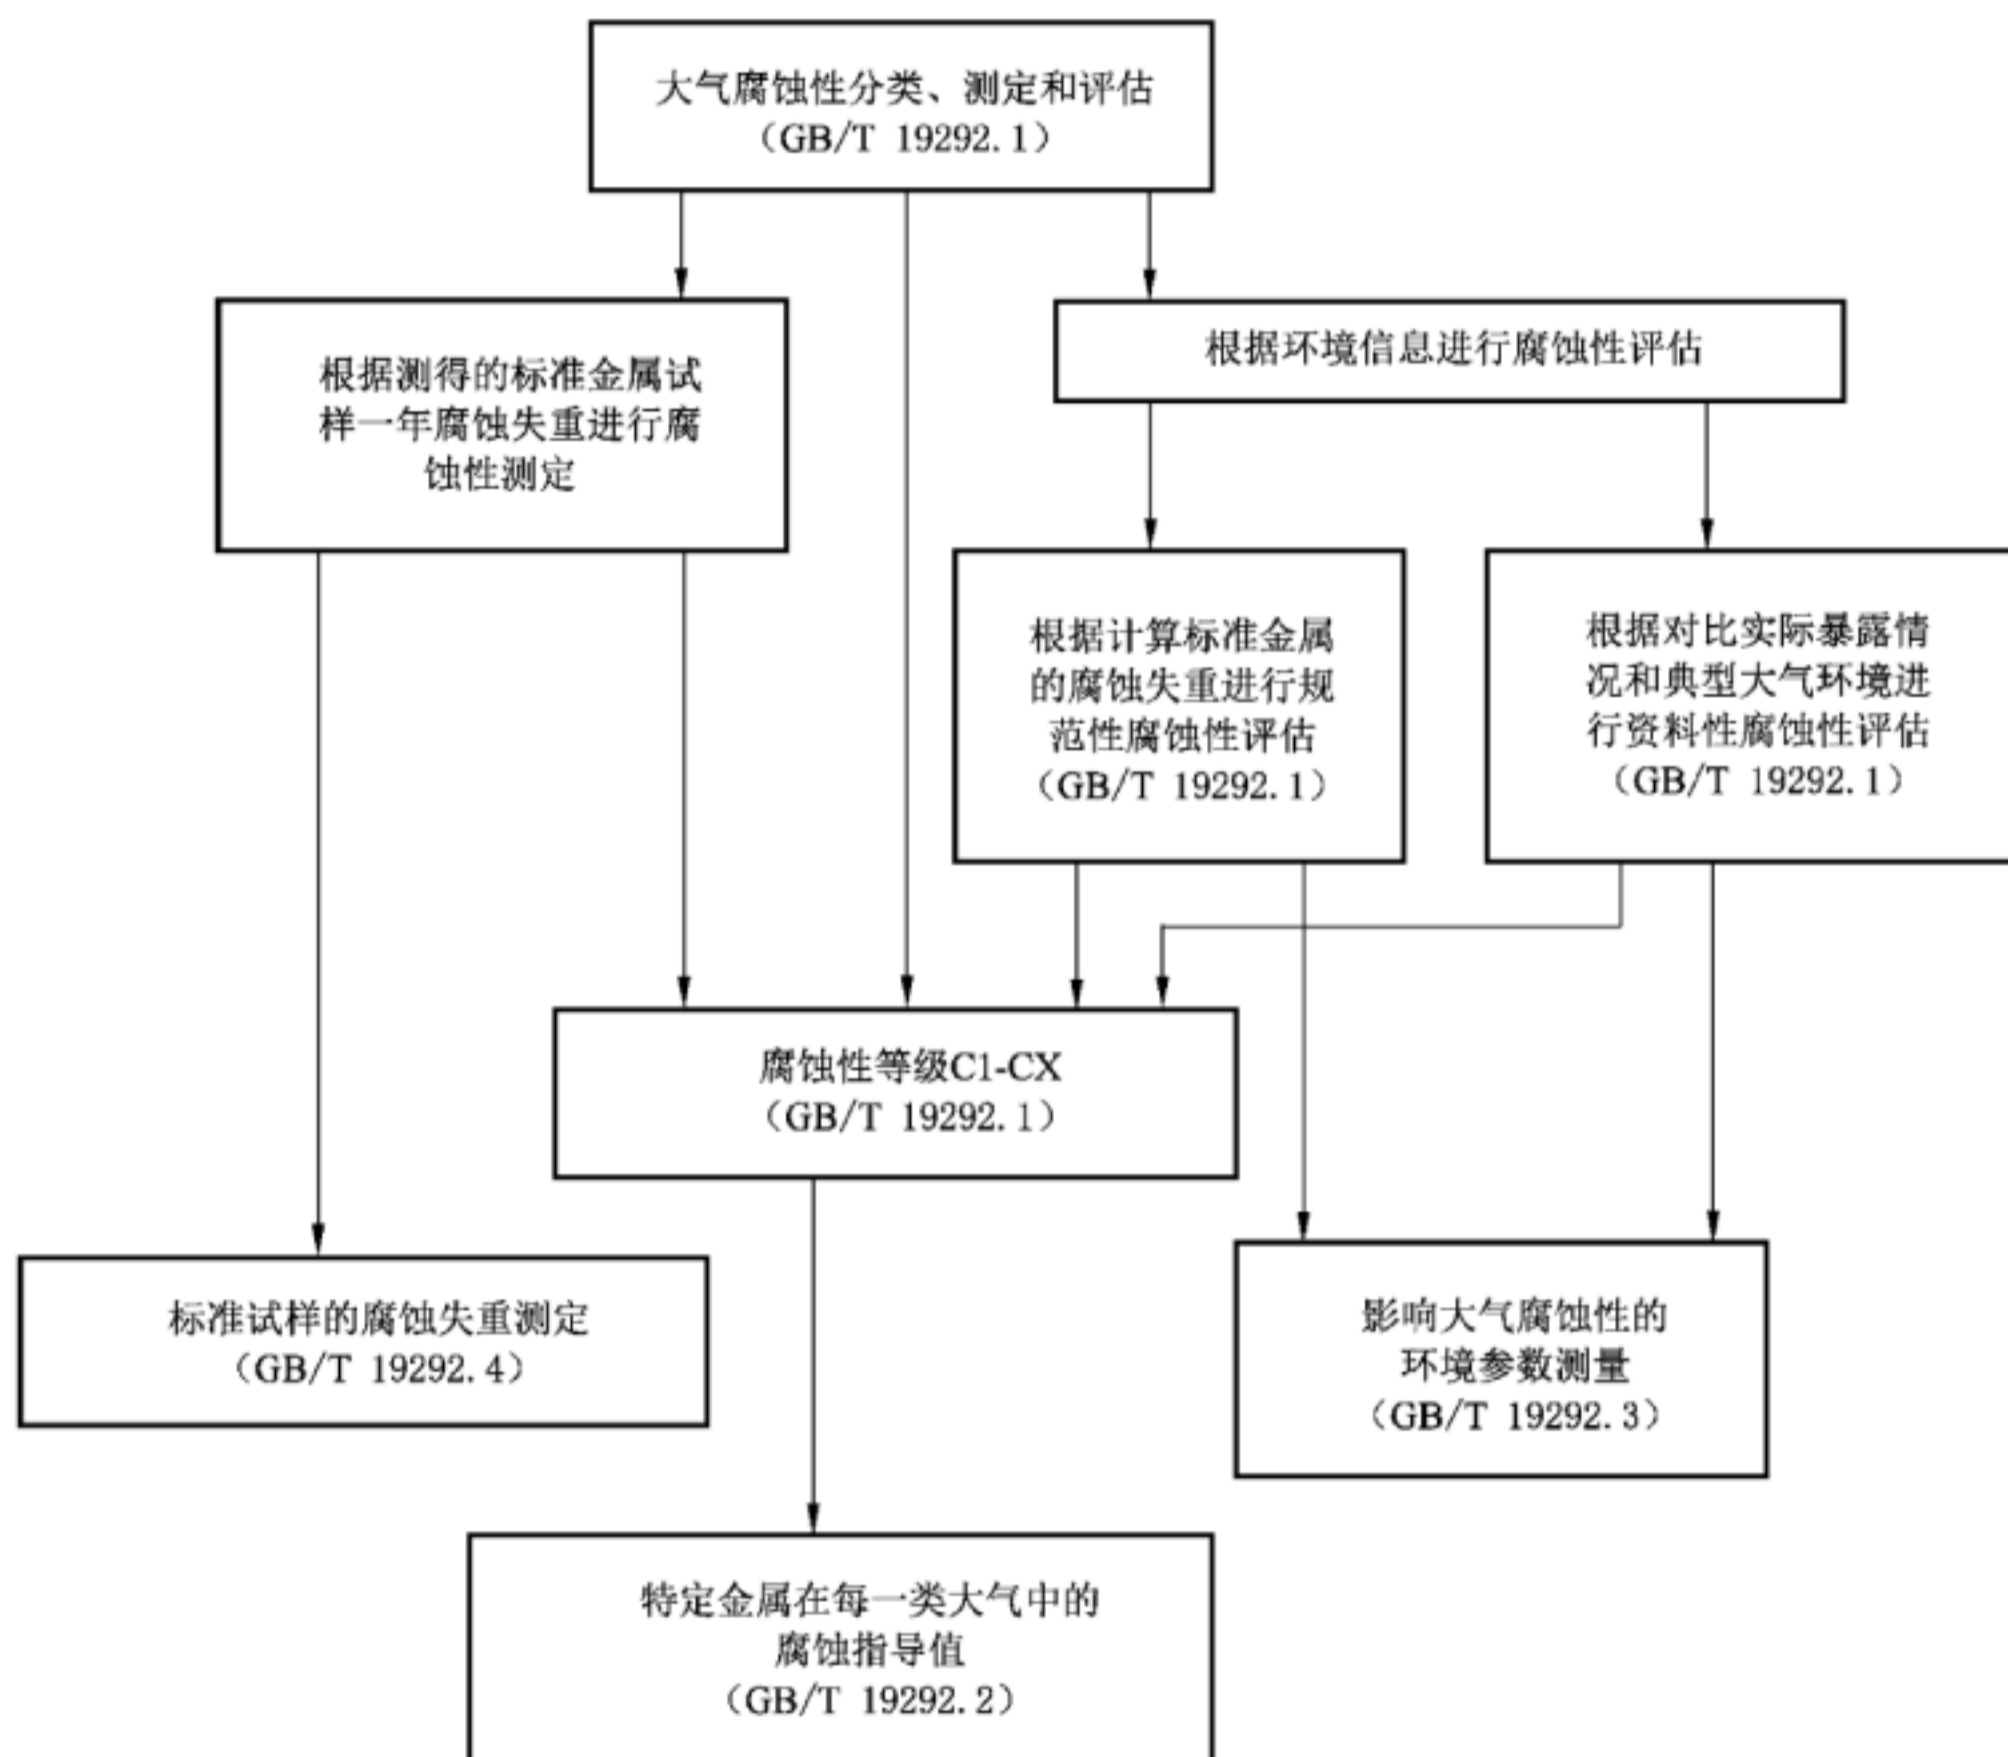 大气腐蚀性分类、测定和评估
（GB/T 19292.1）
根据测得的标准金属试
样一年腐蚀失重进行腐
蚀性测定
根据环境信息进行腐蚀性评估
根据计算标准金属
的腐蚀失重进行规
范性腐蚀性评估
（GB/T 19292.1）
根据对比实际暴露情
况和典型大气环境进
行资料性腐蚀性评估
（GB/T 19292.1）
腐蚀性等级C1-CX
（GB/T 19292.1）
标准试样的腐蚀失重测定
（GB/T 19292.4）
影响大气腐蚀性的
环境参数测量
（GB/T 19292.3）
特定金属在每一类大气中的
腐蚀指导值
（GB/T 19292.2）